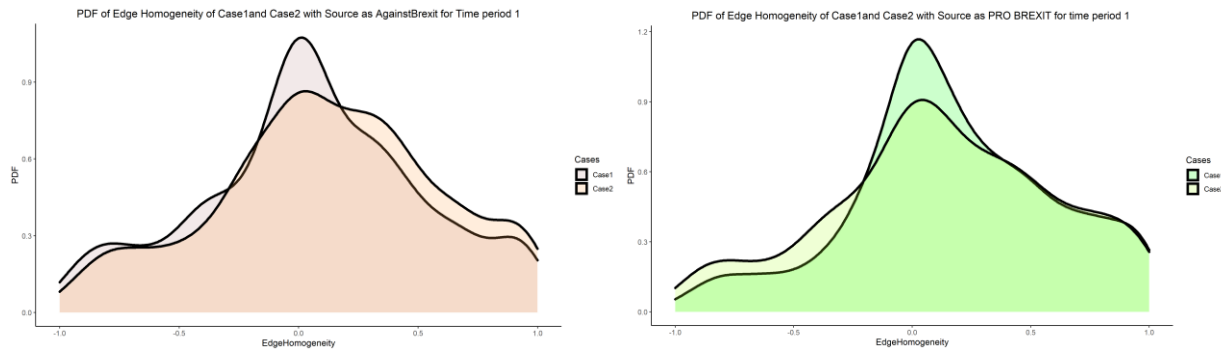 PDF of Edge Homogeneity of Case1and Case2 with Source as AgainstBrexit for Time period 1
0.9
0.6
0.3
0.0
PDF
-1.0
-0.5
0.0
0.5
1.0
EdgeHomogeneity
Cases
Case1
Case2
PDF of Edge Homogeneity of Case1and Case2 with Source as PRO BREXIT for time period 1
1.2
0.9
0.6
0.3
0.0
PDF
-1.0
-0.5
0.0
0.5
1.0
EdgeHomogeneity
Cases
Case